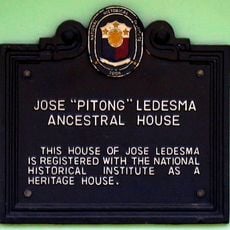 JOSE "PITONG" LEDESMA
ANCESTRAL HOUSE
THIS HOUSE OF JOSE LEDESMA
IS REGISTERED WITH THE NATIONAL
HISTORICAL INSTITUTE AS A
HERITAGE HOUSE.